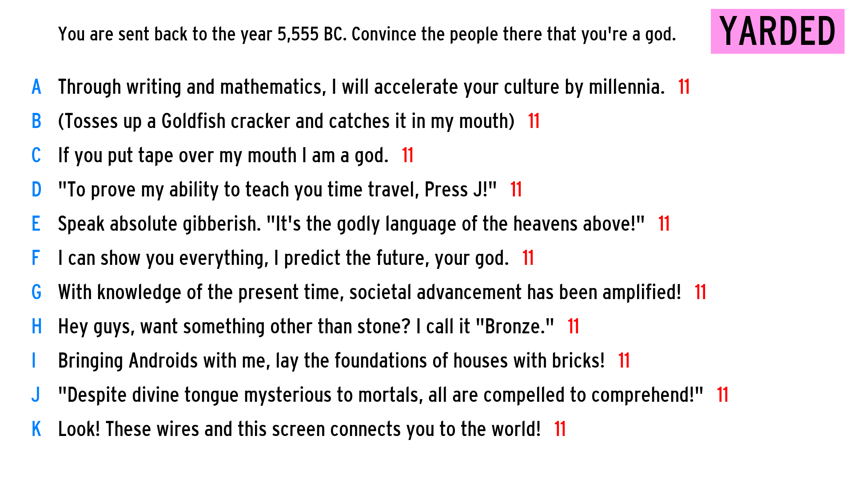 You are sent back to the year 5,555 BC. Convince the people there that you're a god. YARDED
A Through writing and mathematics, I will accelerate your culture by millennia. 11
B (Tosses up a Goldfish cracker and catches it in my mouth) 11
C If you put tape over my mouth I am a god. 11
D "To prove my ability to teach you time travel, Press J!" 11
E Speak absolute gibberish. "It's the godly language of the heavens above!" 11
F I can show you everything, I predict the future, your god. 11
G With knowledge of the present time, societal advancement has been amplified! 11
H Hey guys, want something other than stone? I call it "Bronze." 11
I Bringing Androids with me, lay the foundations of houses with bricks! 11
J "Despite divine tongue mysterious to mortals, all are compelled to comprehend!" 11
K Look! These wires and this screen connects you to the world! 11